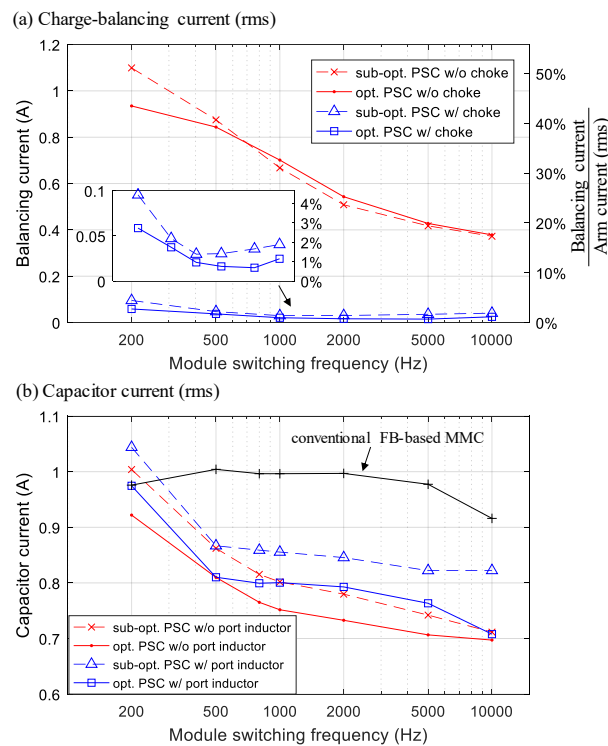 (a) Charge-balancing current (rms)
1.2
1
0.8
0.6
0.4
0.2
0
Balancing current (A)
sub-opt. PSC w/o choke
opt. PSC w/o choke
sub-opt. PSC w/ choke
opt. PSC w/ choke
50%
40%
30%
20%
10%
0%
Balancing current
Arm current (rms)
0.1
0.05
0
4%
3%
2%
1%
0%
200 500 1000 2000 5000 10000
Module switching frequency (Hz)
(b) Capacitor current (rms)
1.1
1
0.9
0.8
0.7
0.6
Capacitor current (A)
conventional FB-based MMC
sub-opt. PSC w/o port inductor
opt. PSC w/o port inductor
sub-opt. PSC w/ port inductor
opt. PSC w/ port inductor
200 500 1000 2000 5000 10000
Module switching frequency (Hz)